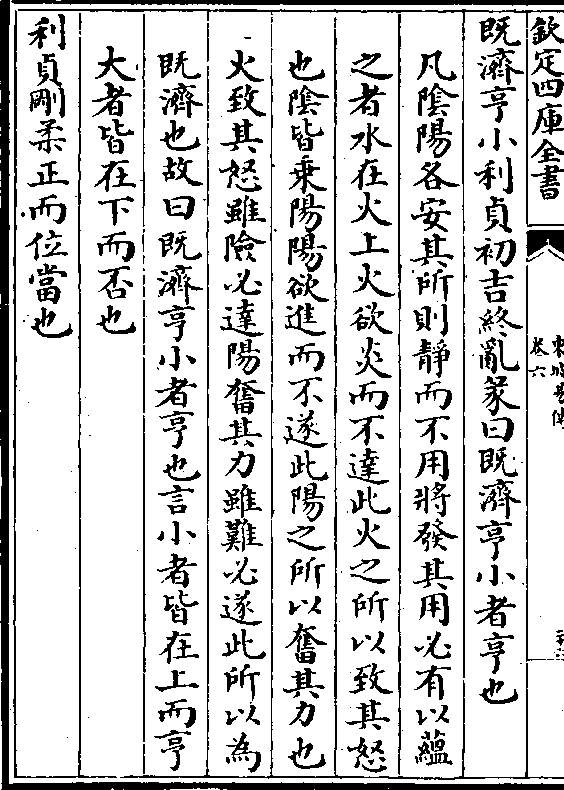 欽定四庫全書
東坡易傳
卷六
既濟亨小利貞初吉終亂彖曰既濟亨小者亨也
凡陰陽各安其所則靜而不用將發其用必有以蘊
之者水在火上火欲炎而不達此火之所以致其怒
也陰皆乗陽陽欲進而不遂此陽之所以奮其力也
火致其怒雖險必達陽奮其力雖難必遂此所以為
既濟也故曰既濟亨小者亨也言小者皆在上而亨
大者皆在下而否也
利貞剛柔正而位當也